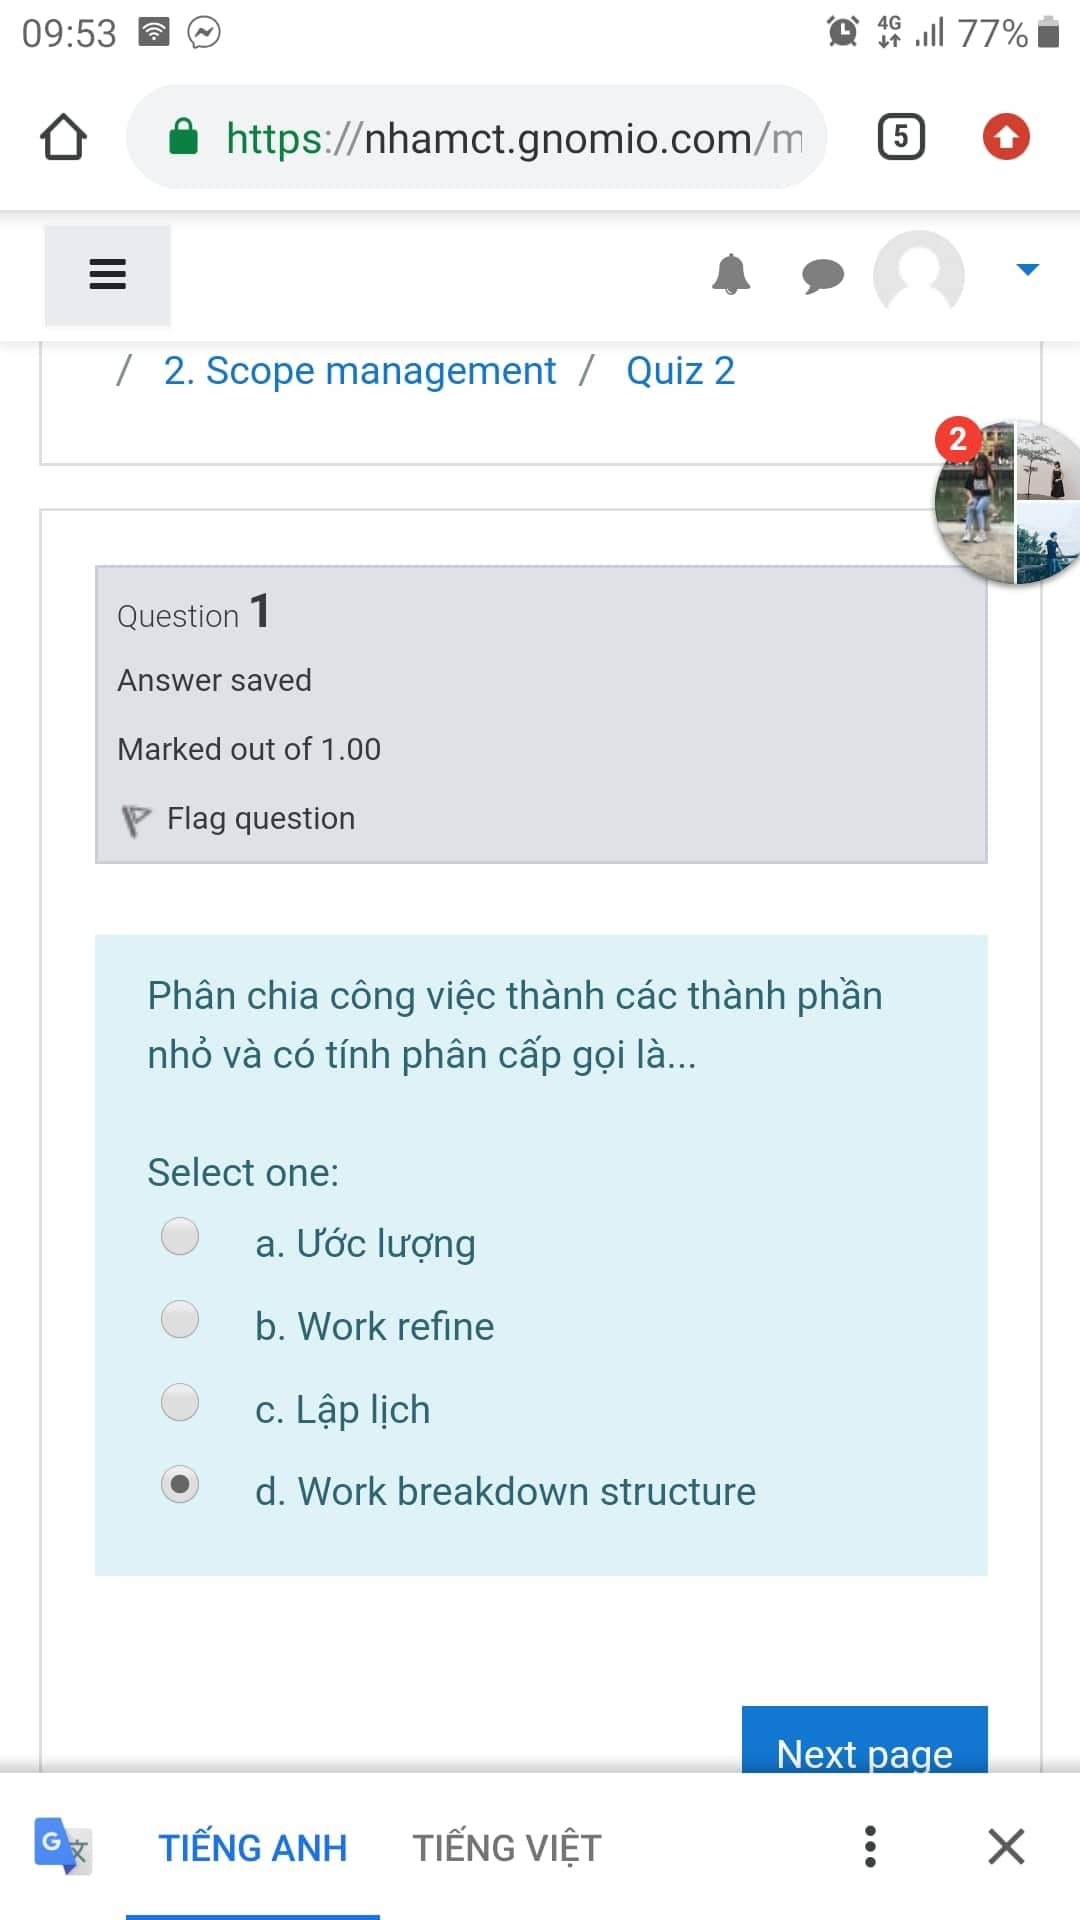 09:53
4G
77%
https://nhamct.gnomio.com/m
5
/ 2. Scope management / Quiz 2
2
Question 1
Answer saved
Marked out of 1.00
Flag question
Phân chia công việc thành các thành phần
nhỏ và có tính phân cấp gọi là...
Select one:
a. Ước lượng
b. Work refine
c. Lập lịch
d. Work breakdown structure
Next page
G 文
TIẾNG ANH
TIẾNG VIỆT